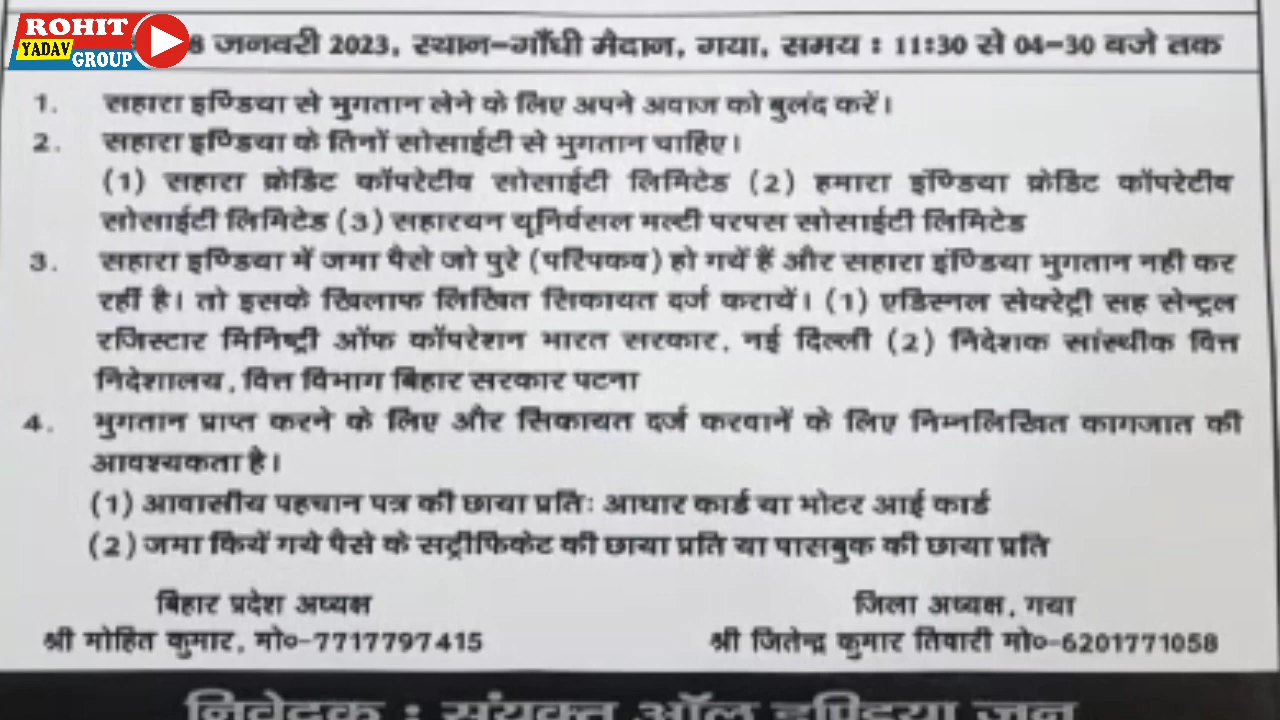 ROHIT
YADAV
GROUP
8 जनवरी 2023, स्थान-गाँधी मैदान, गया, समय : 11:30 से 04-30 बजे तक
1. सहारा इण्डिया से भुगतान लेने के लिए अपने अवाज को बुलंद करें।
2. सहारा इण्डिया के तिनों सोसाईटी से भुगतान चाहिए।
(1) सहारा क्रेडिट कॉपरेटीव सोसाईटी लिमिटेड (2) हमारा इंण्डिया क्रेडिट कॉपरेटीव
सोसाईटी लिमिटेड (3) सहारयन यूनिर्वसल मल्टी परपस सोसाईटी लिमिटेड
3. सहारा इण्डिया में जमा पैसे जो पुरे (परिपकव) हो गयें हैं और सहारा इंण्डिया भुगतान नही कर
रहीं है। तो इसके खिलाफ लिखित सिकायत दर्ज करायें। (1) एडिस्नल सेक्रेट्री सह सेन्ट्रल
रजिस्टार मिनिष्ट्री ऑफ कॉपरेशन भारत सरकार, नई दिल्ली (2) निदेशक सांस्थीक वित्त
निदेशालय, वित्त विभाग बिहार सरकार पटना
4. भुगतान प्राप्त करने के लिए और सिकायत दर्ज करवानें के लिए निम्नलिखित कागजात की
आवश्यकता है।
(1) आवासीय पहचान पत्र की छाया प्रतिः आधार कार्ड या भोटर आई कार्ड
(2) जमा कियें गये पैसे के सर्ट्रीफिकेट की छाया प्रति या पासबुक की छाया प्रति
बिहार प्रदेश अध्यक्ष
श्री मोहित कुमार, मो०-7717797415
जिला अध्यक्ष, गया
श्री जितेन्द्र कुमार तिवारी मो०-6201771058
निवेदक : संयुक्त ऑल इण्डिया जन